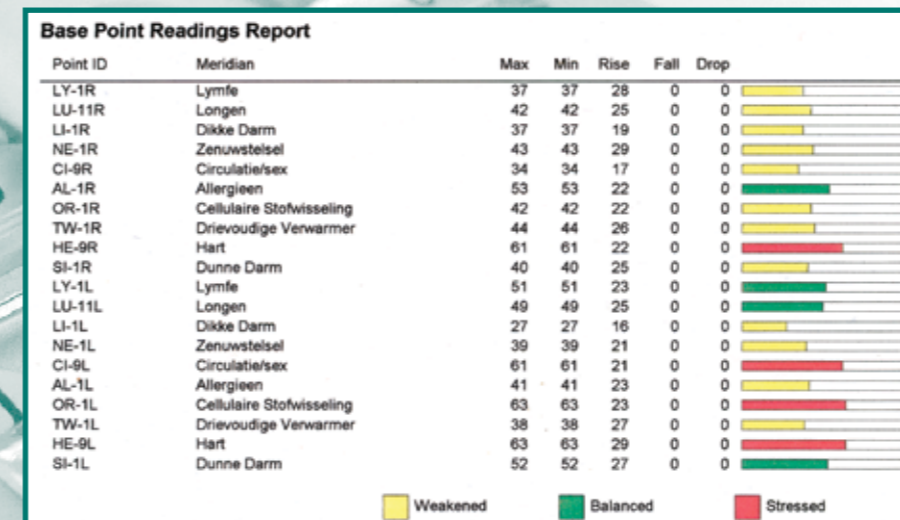 Base Point Readings Report
Point ID Meridian Max Min Rise Fall Drop
LY-1R Lymfe 37 37 28 0 0
LU-11R Longen 42 42 25 0 0
LI-1R Dikke Darm 37 37 19 0 0
NE-1R Zenuwstelsel 43 43 29 0 0
CI-9R Circulatie/sex 34 34 17 0 0
AL-1R Allergieen 53 53 22 0 0
OR-1R Cellulaire Stofwisseling 42 42 22 0 0
TW-1R Drievoudige Verwarmer 44 44 26 0 0
HE-9R Hart 61 61 22 0 0
SI-1R Dunne Darm 40 40 25 0 0
LY-1L Lymfe 51 51 23 0 0
LU-11L Longen 49 49 25 0 0
LI-1L Dikke Darm 27 27 16 0 0
NE-1L Zenuwstelsel 39 39 21 0 0
CI-9L Circulatie/sex 61 61 21 0 0
AL-1L Allergieen 41 41 23 0 0
OR-1L Cellulaire Stofwisseling 63 63 23 0 0
TW-1L Drievoudige Verwarmer 38 38 27 0 0
HE-9L Hart 63 63 29 0 0
SI-1L Dunne Darm 52 52 27 0 0
Weakened Balanced Stressed